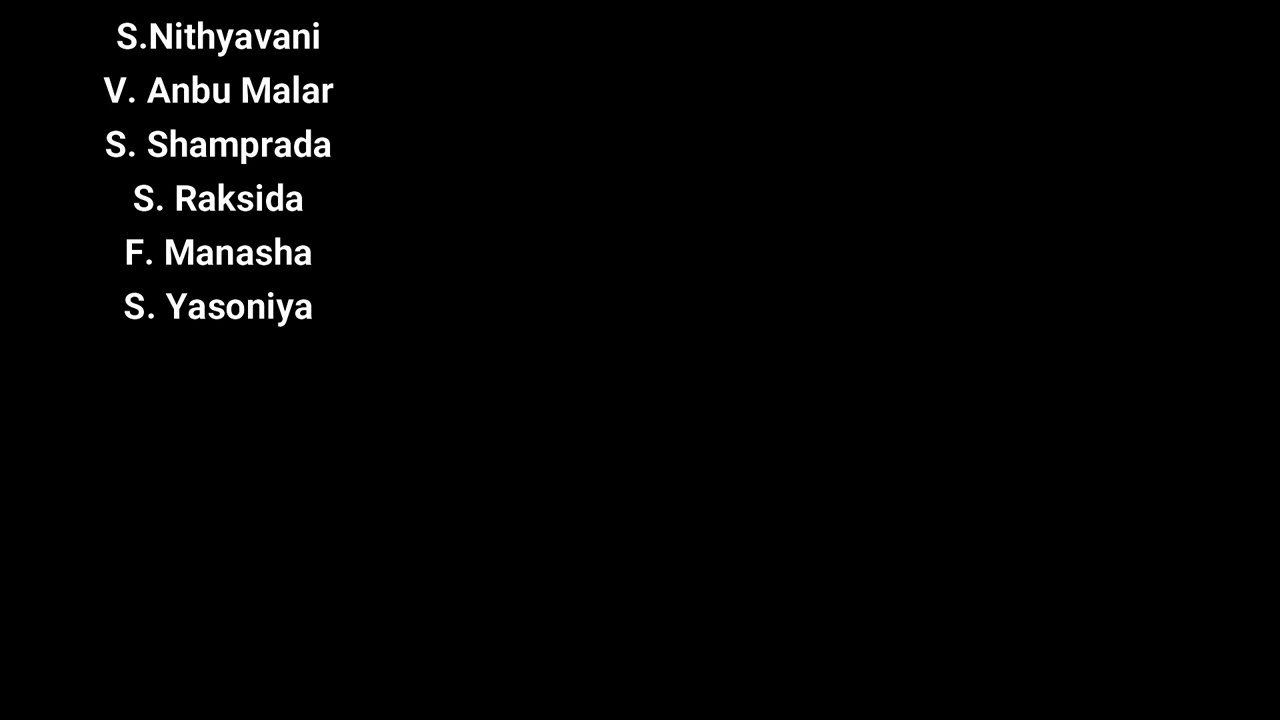 S.Nithyavani
V. Anbu Malar
S. Shamprada
S. Raksida
F. Manasha
S. Yasoniya